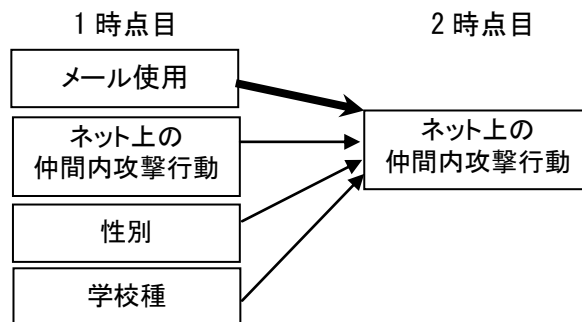 1 時点目
2 時点目
メール使用
ネット上の
仲間内攻撃行動
ネット上の
仲間内攻撃行動
性別
学校種